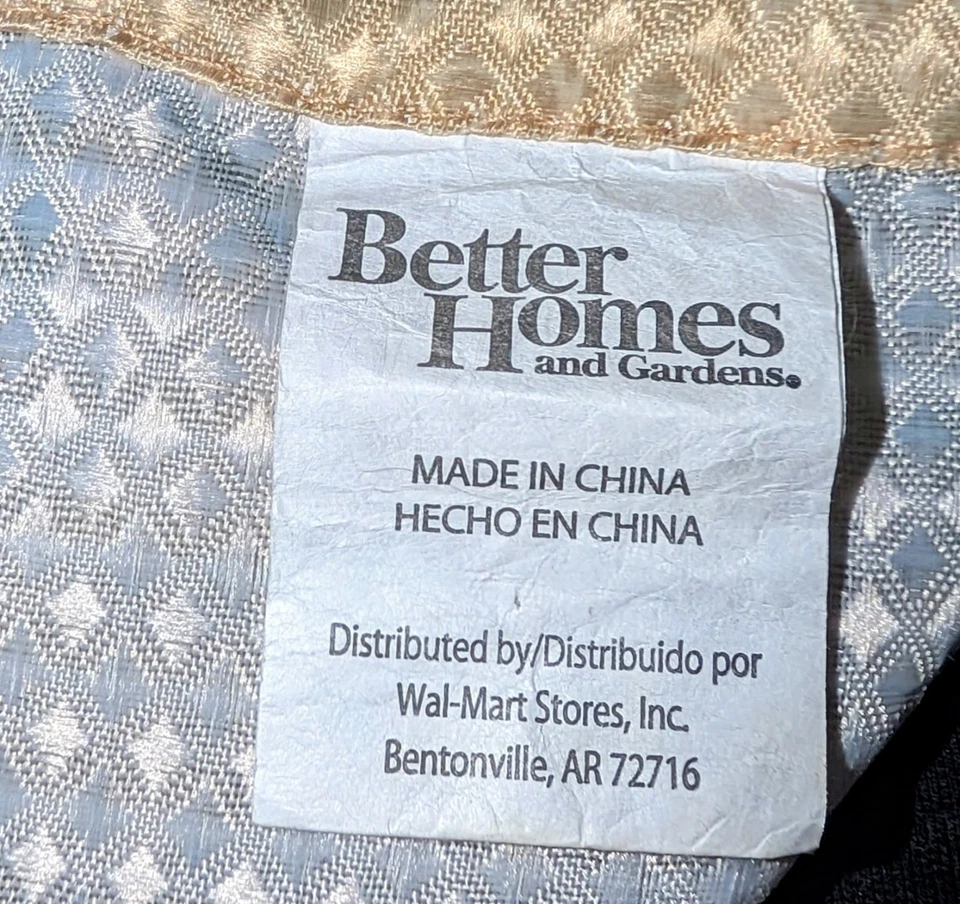 Better
Homes
and Gardens®
MADE IN CHINA
HECHO EN CHINA
Distributed by/Distribuido por
Wal-Mart Stores, Inc.
Bentonville, AR 72716